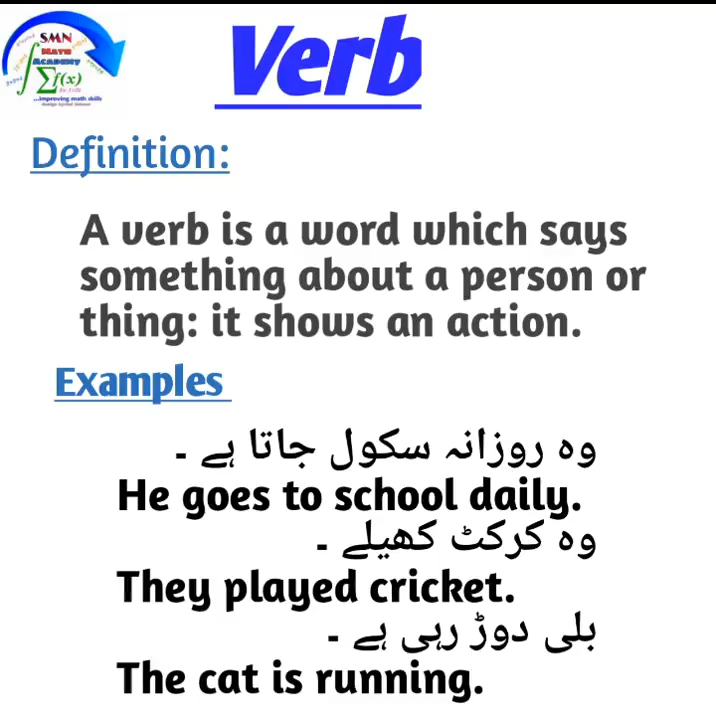 SMN
MATH
ACADEMY
∫∑f(x)
...improving math skills
Verb
Definition:
A verb is a word which says
something about a person or
thing: it shows an action.
Examples
وہ روزانہ سکول جاتا ہے ۔
He goes to school daily.
وہ کرکٹ کھیلے ۔
They played cricket.
بلی دوڑ رہی ہے ۔
The cat is running.